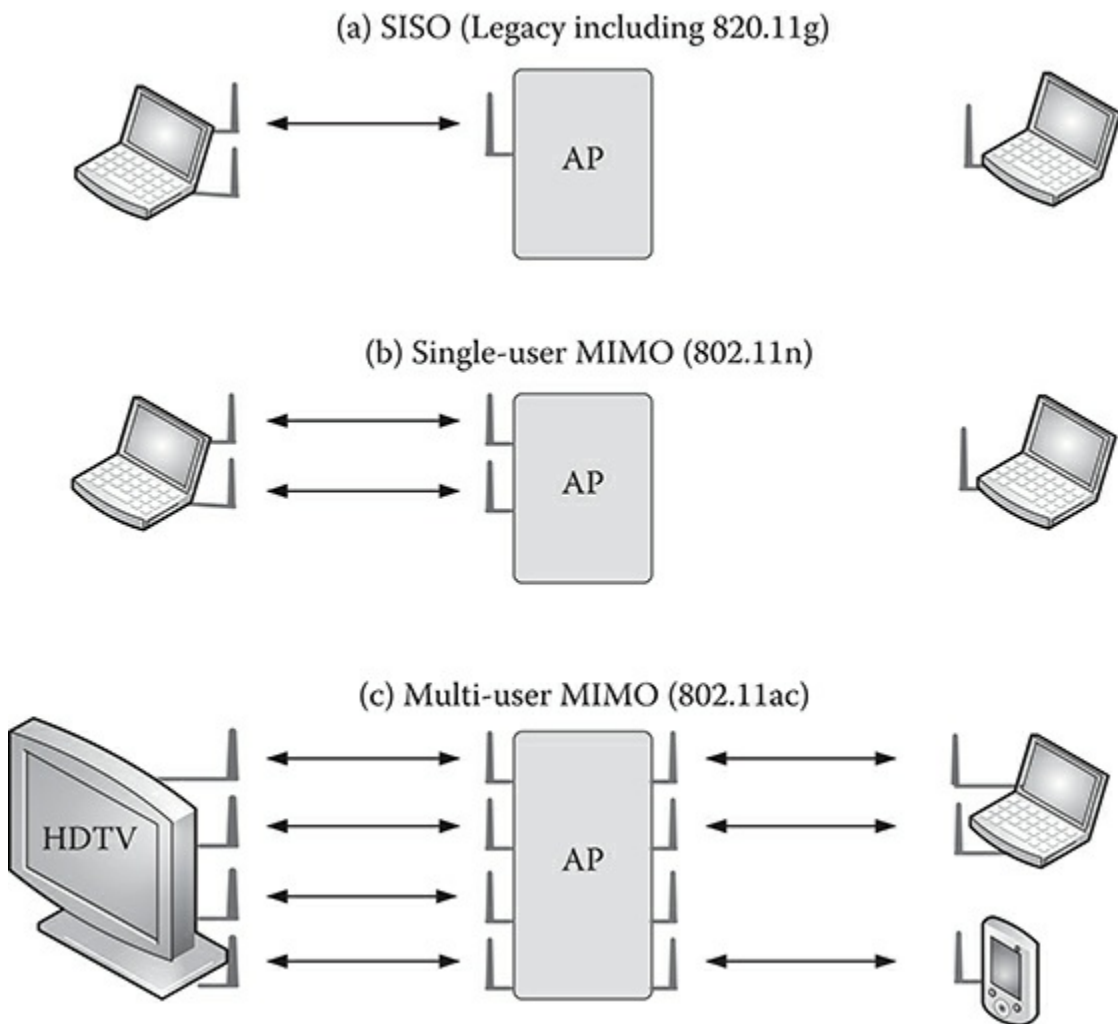 (a) SISO (Legacy including 820.11g)
AP
(b) Single-user MIMO (802.11n)
AP
(c) Multi-user MIMO (802.11ac)
HDTV
AP